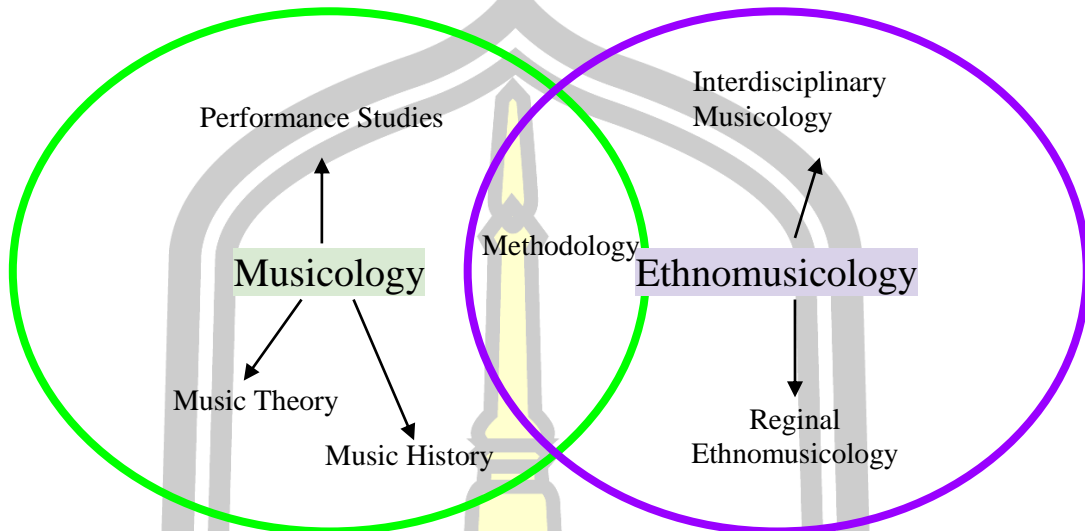 Performance Studies
Musicology
Music Theory
Music History
Methodology
Interdisciplinary
Musicology
Ethnomusicology
Reginal
Ethnomusicology